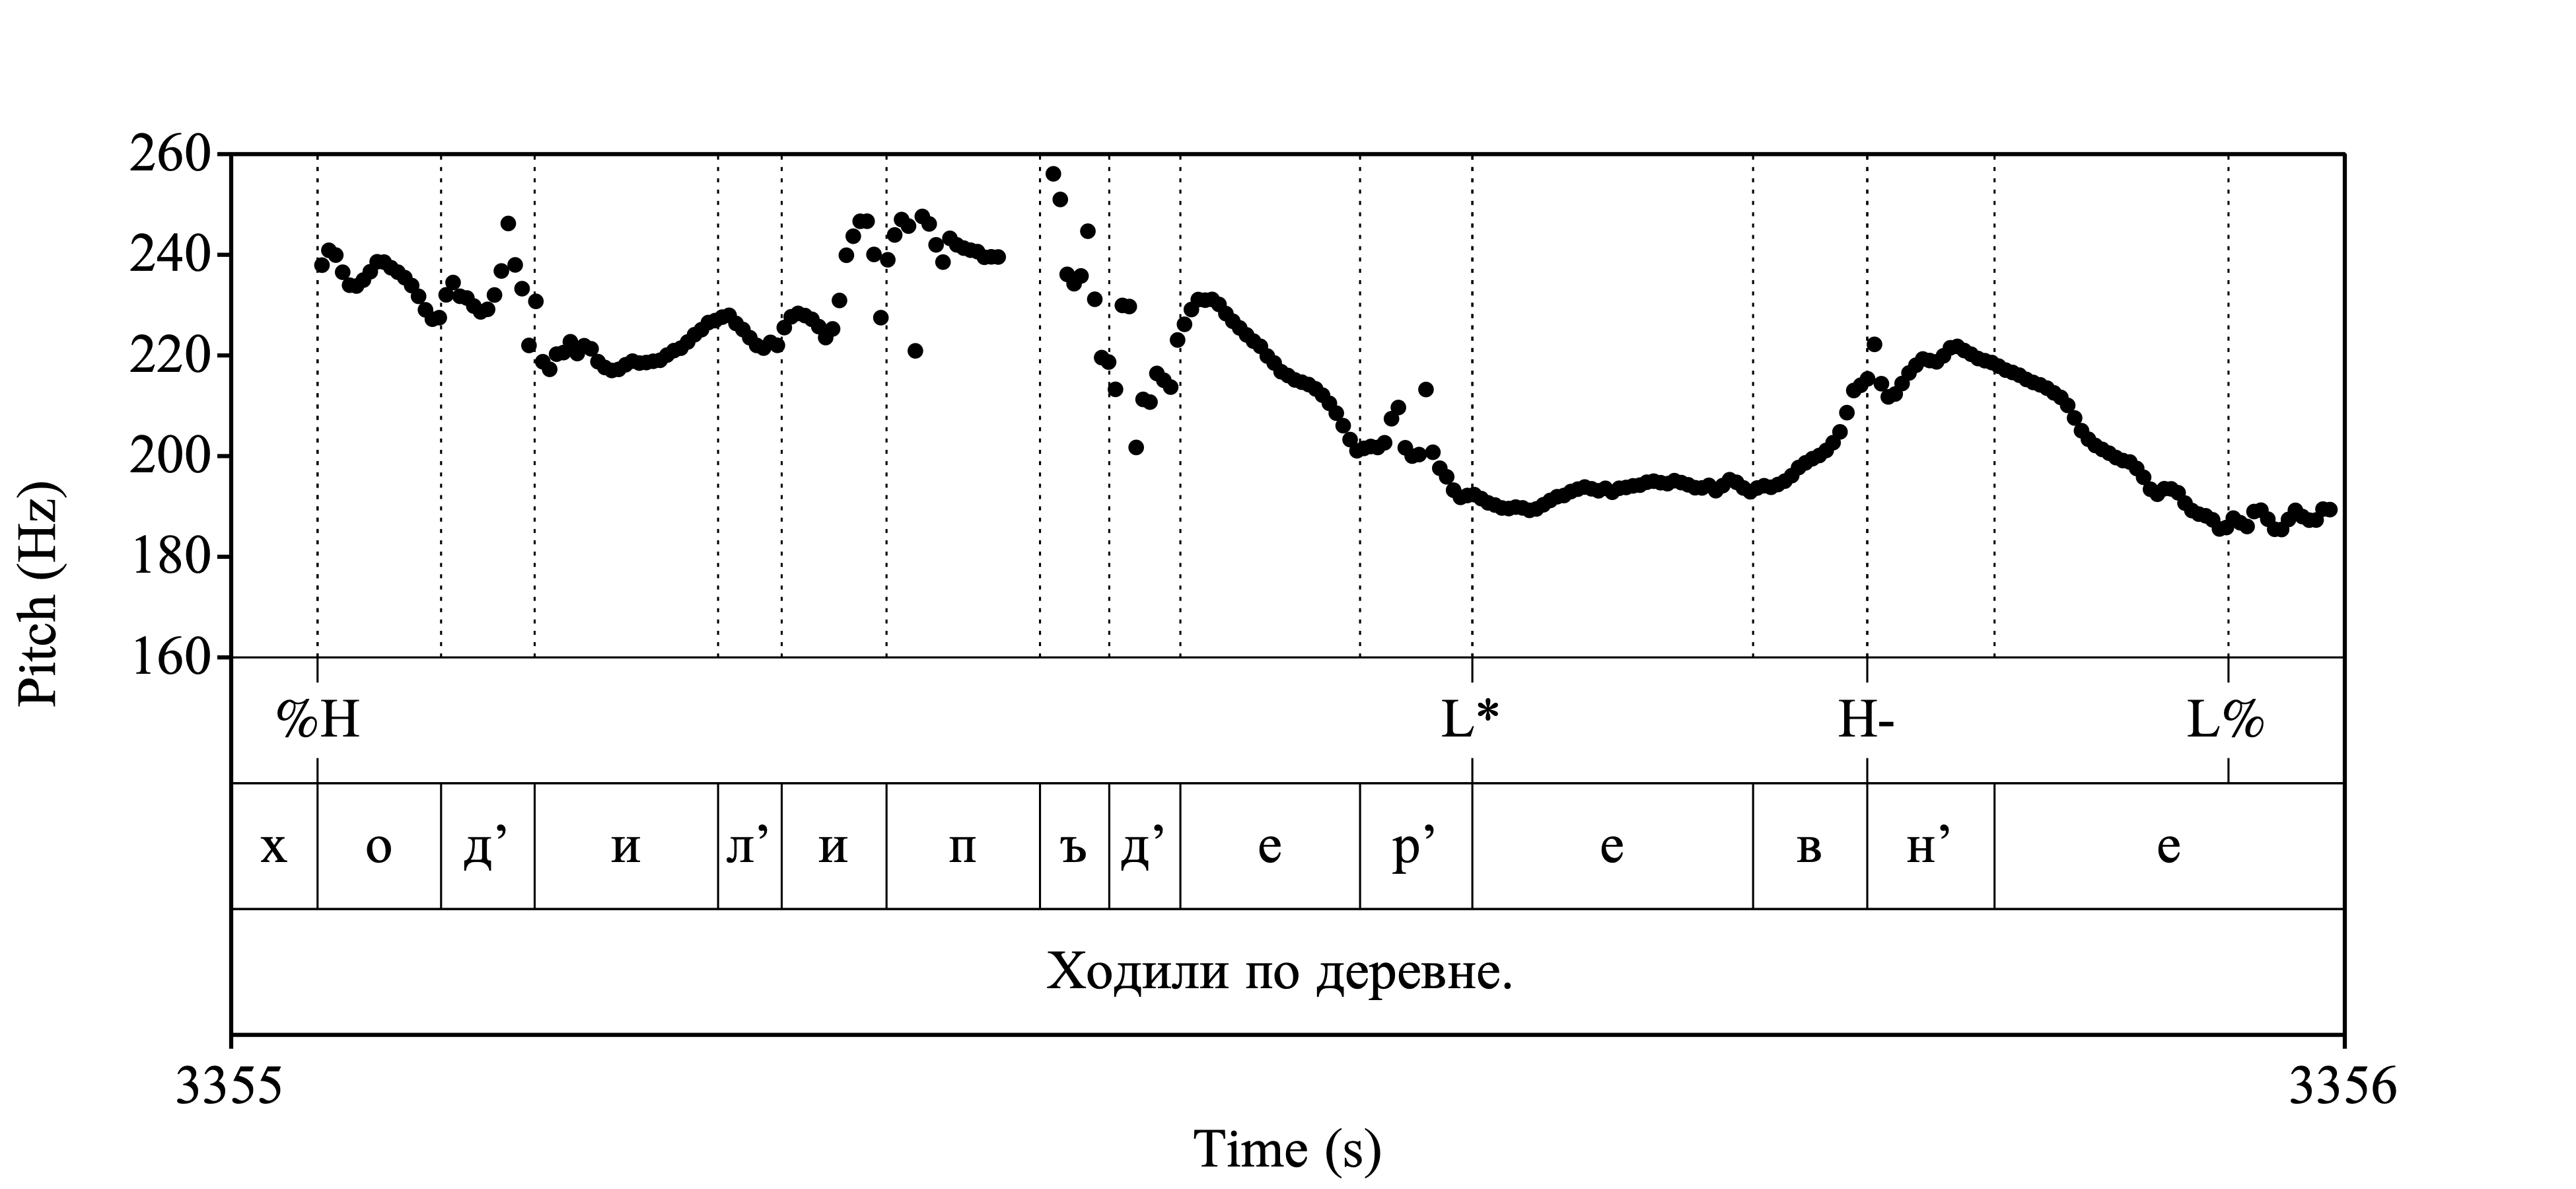 260
240
220
200
180
160
Pitch (Hz)
%H L* H- L%
х о д’ и л’ и п ъ д’ е р’ е в н’ е
Ходили по деревне.
3355 3356
Time (s)